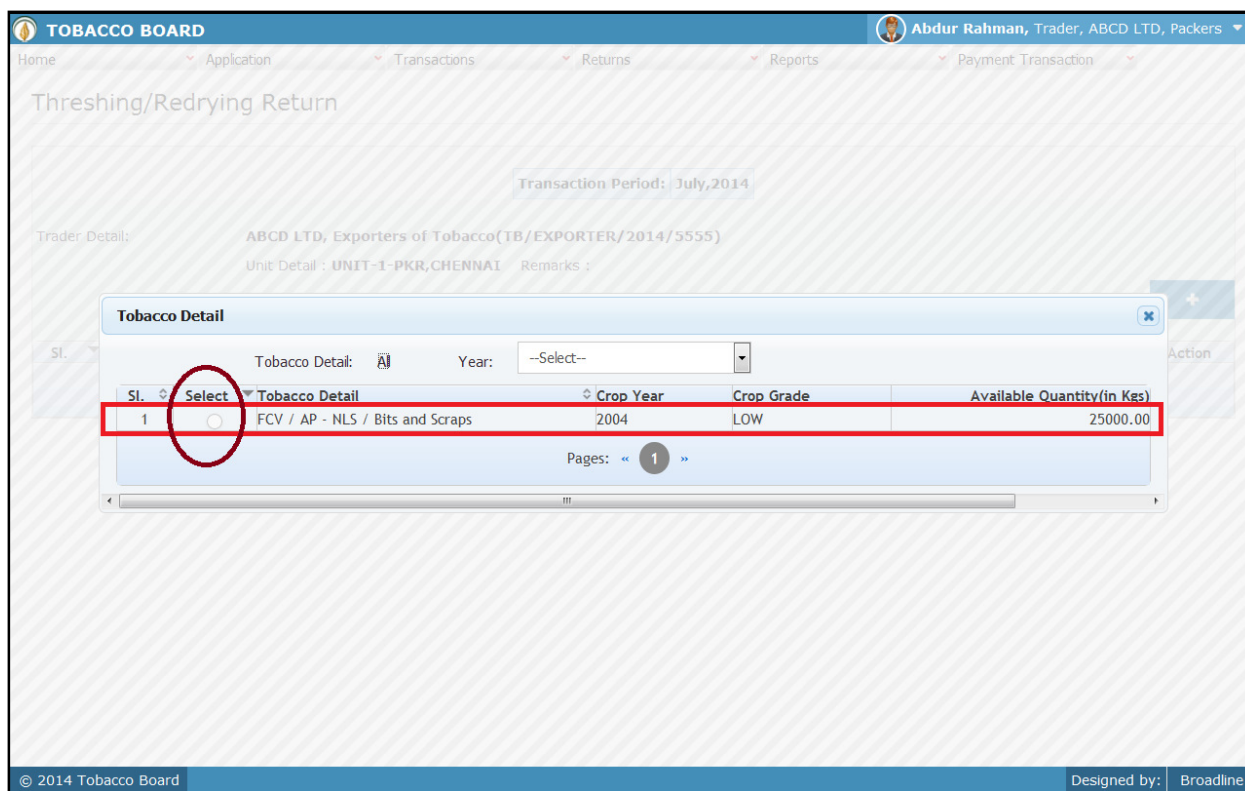 TOBACCO BOARD Abdur Rahman, Trader, ABCD LTD, Packers
Home Application Transactions Returns Reports Payment Transaction
Threshing/Redrying Return
Transaction Period: July,2014
Trader Detail: ABCD LTD, Exporters of Tobacco(TB/EXPORTER/2014/5555)
Unit Detail : UNIT-1-PKR,CHENNAI Remarks :
Tobacco Detail
Tobacco Detail: All Year: --Select--
Sl. Action
Sl. Select Tobacco Detail Crop Year Crop Grade Available Quantity(in Kgs)
1 FCV / AP - NLS / Bits and Scraps 2004 LOW 25000.00
Pages: « 1 »
© 2014 Tobacco Board Designed by: Broadline